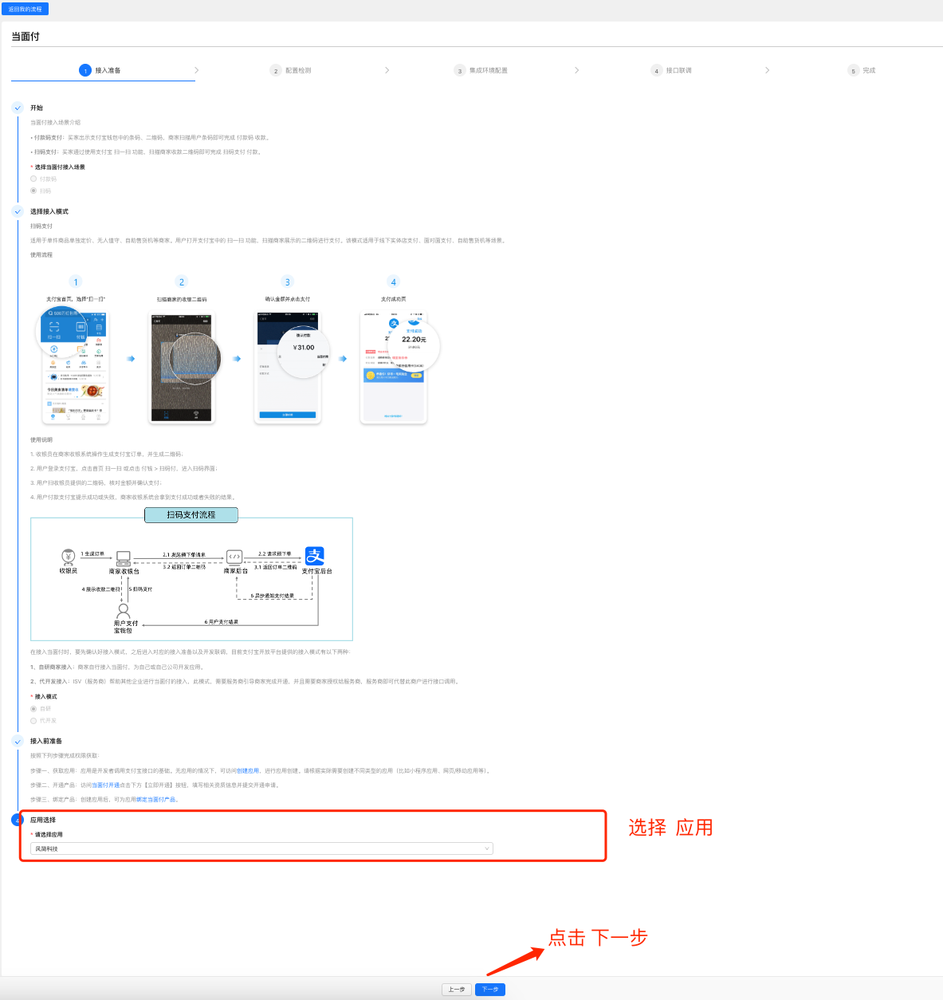 返回我的流程
当面付
1 接入准备
2 配置检测
3 集成环境配置
4 接口联调
5 完成
开始
当面付接入场景介绍
• 付款码支付：买家出示支付宝钱包中的条码、二维码，商家扫描用户条码即可完成 付款码 收款。
• 扫码支付：买家通过使用支付宝 扫一扫 功能，扫描商家收款二维码即可完成 扫码支付 付款。
* 选择当面付接入场景
付款码
扫码
选择接入模式
扫码支付
适用于单件商品单独定价、无人值守、自助售货机等商家。用户打开支付宝中的 扫一扫 功能，扫描商家展示的二维码进行支付。该模式适用于线下实体店支付、面对面支付、自助售货机等场景。
使用流程
1
2
3
4
支付宝首页，选择"扫一扫"
扫描商家的收银二维码
确认金额并点击支付
支付成功页
扫一扫
付钱
确认付款
¥31.00
支付成功
22.20元
使用说明
1. 收银员在商家收银系统操作生成支付宝订单，并生成二维码；
2. 用户登录支付宝，点击首页 扫一扫 或点击 付钱 > 扫码付，进入扫码界面；
3. 用户扫收银员提供的二维码，核对金额并确认支付；
4. 用户付款支付宝提示成功或失败，商家收银系统会拿到支付成功或者失败的结果。
扫码支付流程
1 生成订单
2.1 发送预下单请求
2.2 请求预下单
3.2 返回订单二维码
3.1 返回订单二维码
支
收银员
商家收银台
商家后台
支付宝后台
4 展示收款二维码
5 扫码支付
6 异步通知支付结果
6 用户支付结果
用户支付
宝钱包
在接入当面付时，要先确认好接入模式，之后进入对应的接入准备以及开发联调，目前支付宝开放平台提供的接入模式有以下两种：
1、自研商家接入：商家自行接入当面付，为自己或自己公司开发应用。
2、代开发接入：ISV（服务商）帮助其他企业进行当面付的接入，此模式，需要服务商引导商家完成开通，并且需要商家授权给服务商，服务商即可代替此商户进行接口调用。
* 接入模式
自研
代开发
接入前准备
按照下列步骤完成权限获取：
步骤一、获取应用：应用是开发者调用支付宝接口的基础。无应用的情况下，可访问创建应用，进行应用创建。请根据实际需要创建不同类型的应用（比如小程序应用、网页/移动应用等）。
步骤二、开通产品：访问当面付开通点击下方【立即开通】按钮，填写相关资质信息并提交开通申请。
步骤三、绑定产品：创建应用后，可为应用绑定当面付产品。
4 应用选择
* 请选择应用
风简科技
选择 应用
点击 下一步
上一步
下一步